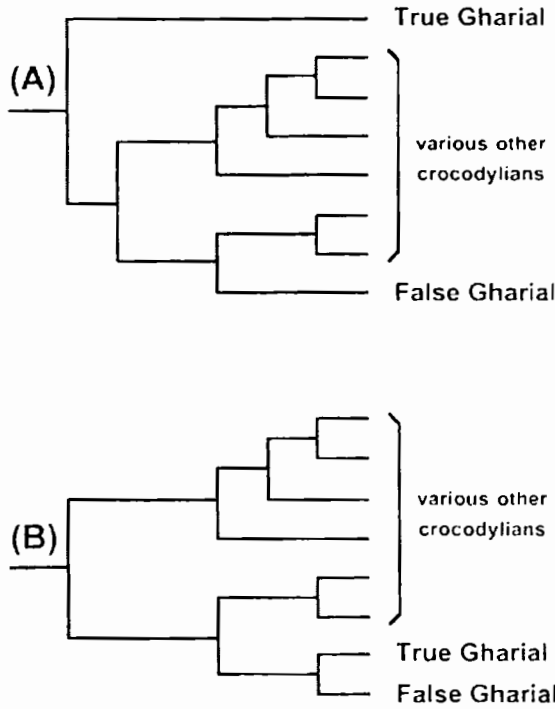 True Gharial
(A)
various other
crocodylians
False Gharial
(B)
various other
crocodylians
True Gharial
False Gharial